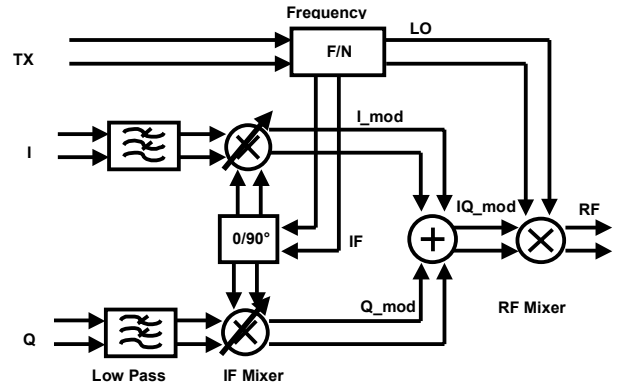 Frequency
LO
TX
F/N
I_mod
I
IQ_mod
RF
0/90°
IF
Q_mod
RF Mixer
Q
Low Pass
IF Mixer